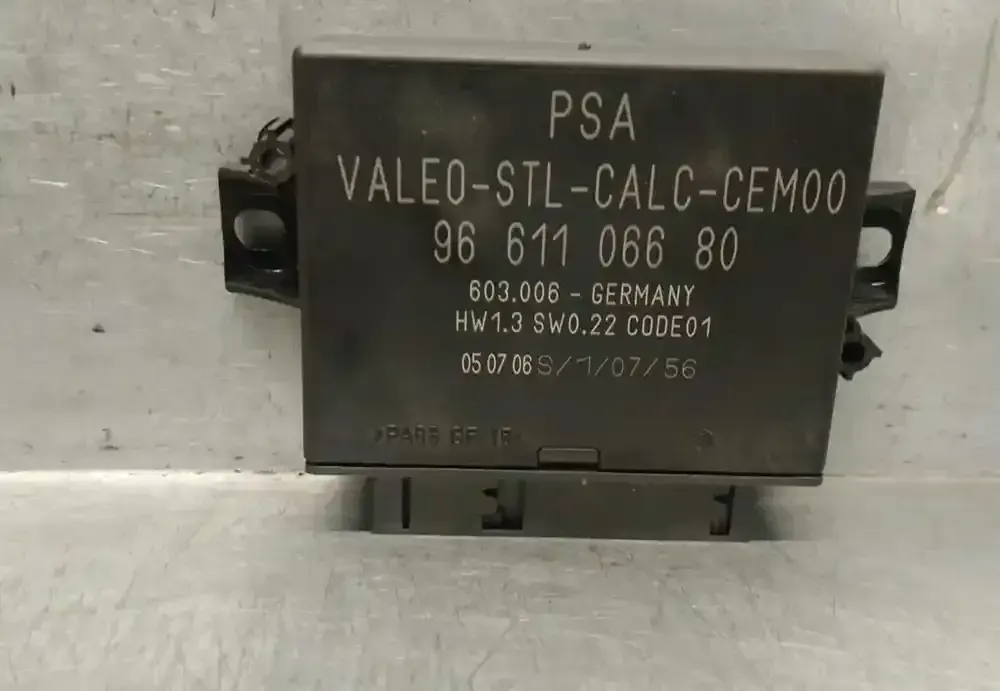 PSA
VALEO-STL-CALC-CEM00
96 611 066 80
603.006 - GERMANY
HW1.3 SW0.22 CODE01
05 07 06 S/1/07/56